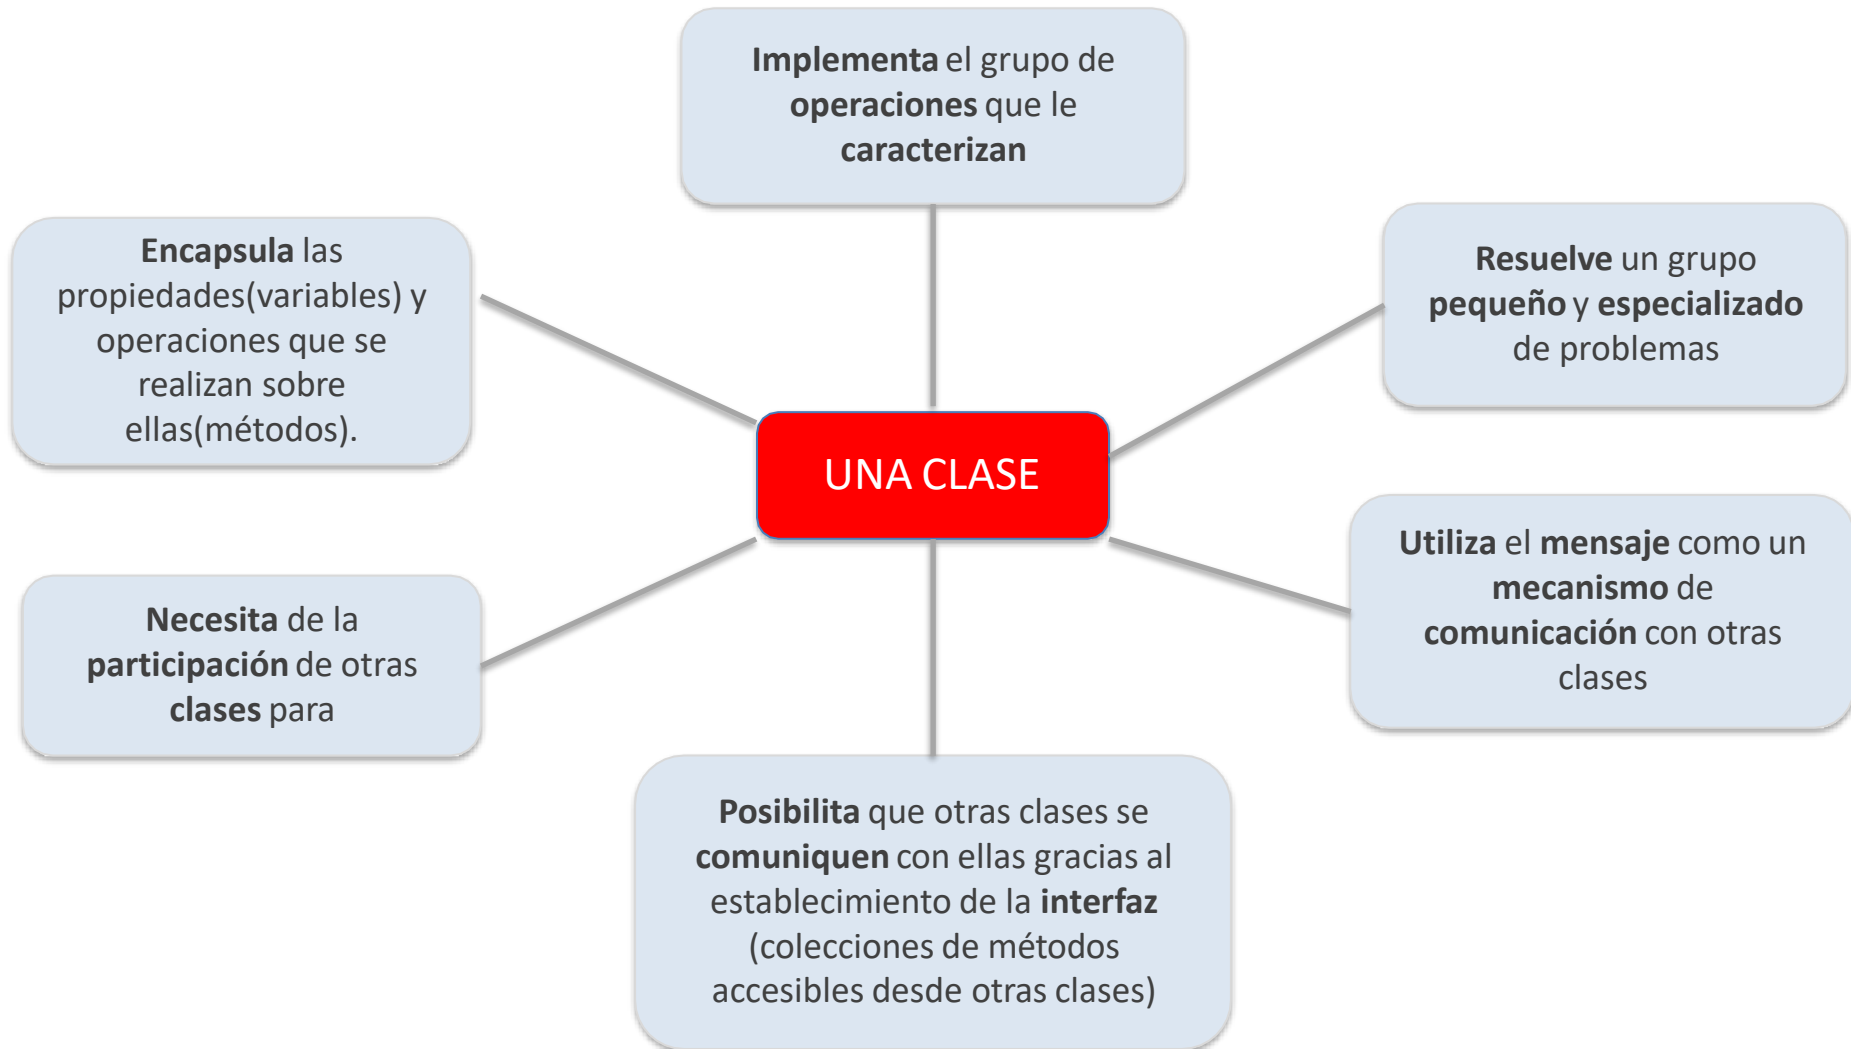 Implementa el grupo de
operaciones que le
caracterizan
Encapsula las
propiedades(variables) y
operaciones que se
realizan sobre
ellas(métodos).
Resuelve un grupo
pequeño y especializado
de problemas
UNA CLASE
Utiliza el mensaje como un
mecanismo de
comunicación con otras
clases
Necesita de la
participación de otras
clases para
Posibilita que otras clases se
comuniquen con ellas gracias al
establecimiento de la interfaz
(colecciones de métodos
accesibles desde otras clases)